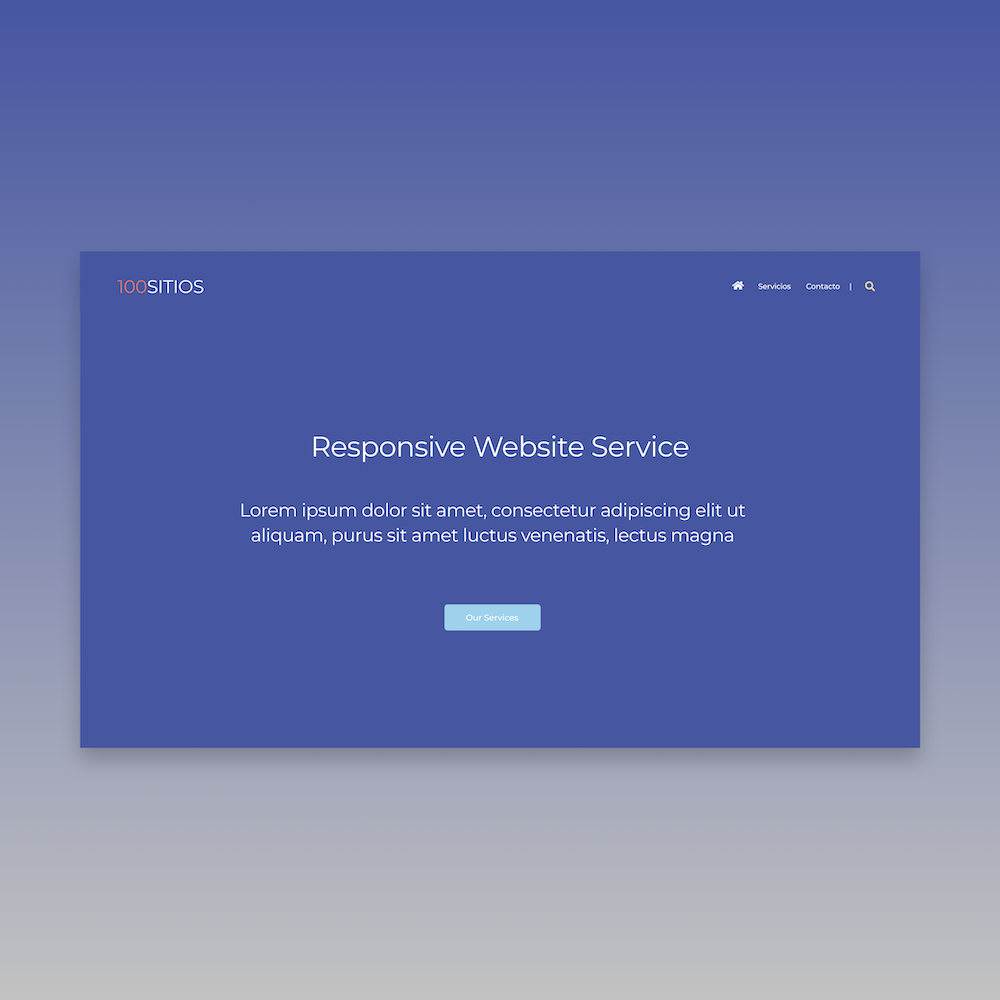 100SITIOS
Servicios Contacto |
Responsive Website Service
Lorem ipsum dolor sit amet, consectetur adipiscing elit ut
aliquam, purus sit amet luctus venenatis, lectus magna
Our Services